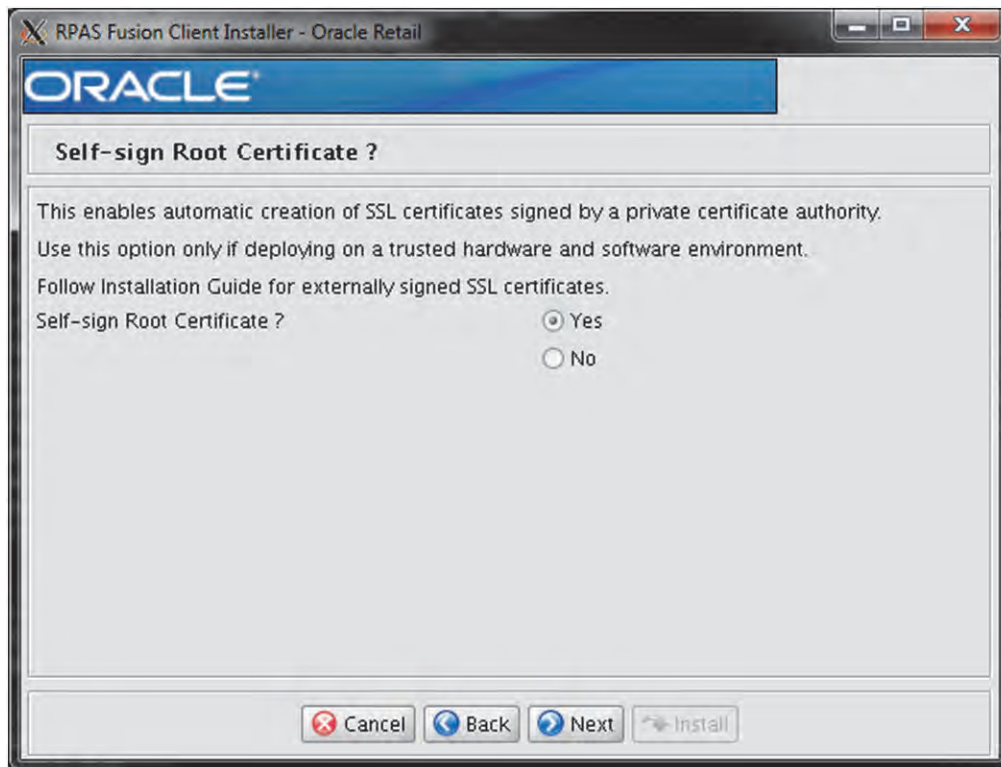 RPAS Fusion Client Installer - Oracle Retail
ORACLE®
Self-sign Root Certificate ?
This enables automatic creation of SSL certificates signed by a private certificate authority.
Use this option only if deploying on a trusted hardware and software environment.
Follow Installation Guide for externally signed SSL certificates.
Self-sign Root Certificate ? Yes
No
Cancel Back Next Install